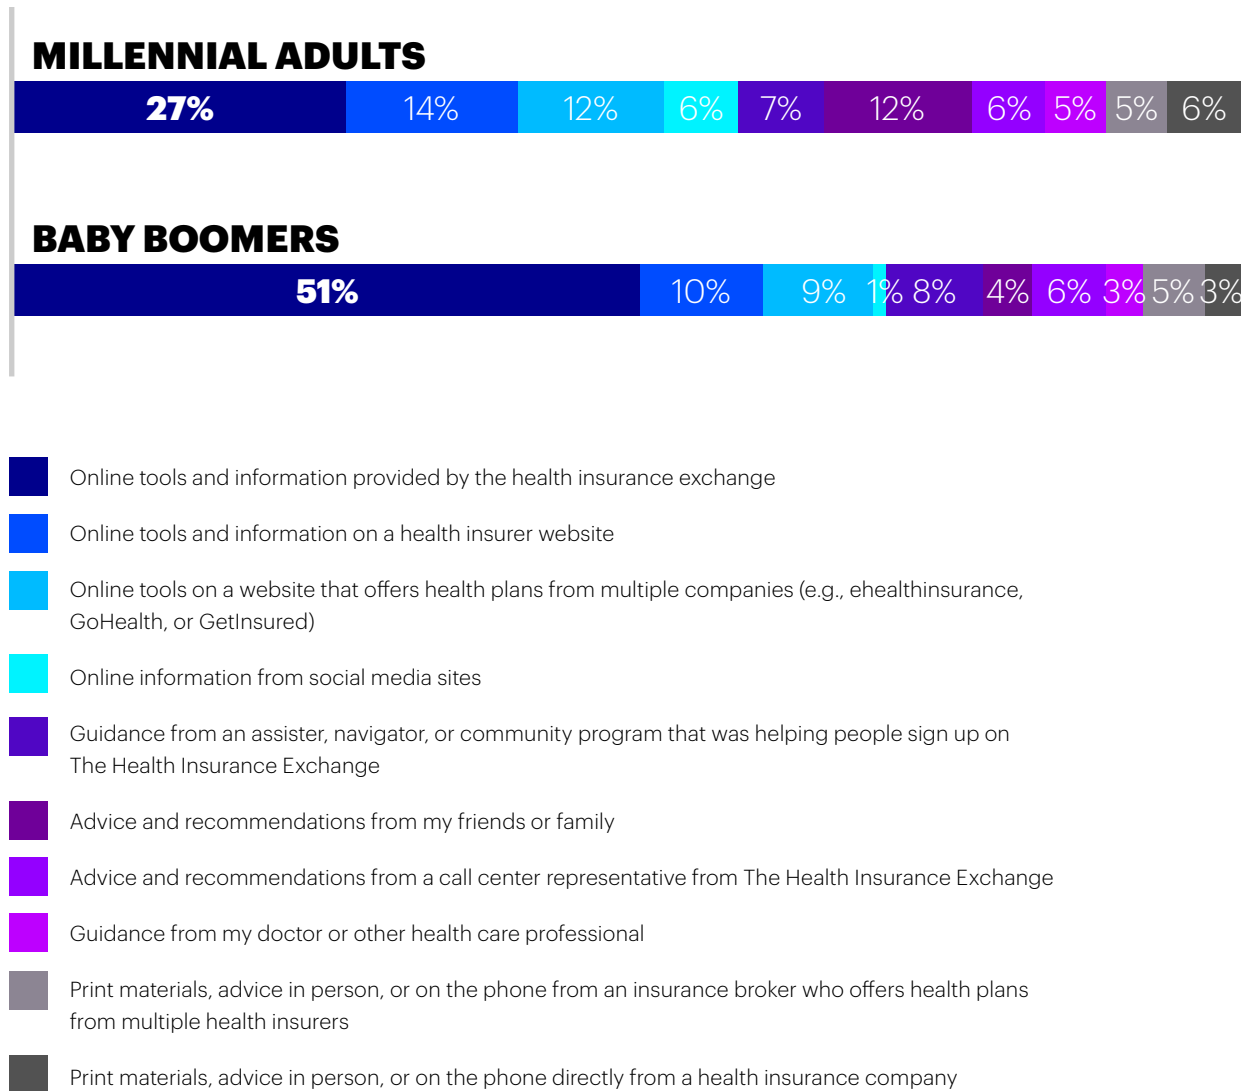 MILLENNIAL ADULTS
27% 14% 12% 6% 7% 12% 6% 5% 5% 6%
BABY BOOMERS
51% 10% 9% 1% 8% 4% 6% 3% 5% 3%
Online tools and information provided by the health insurance exchange
Online tools and information on a health insurer website
Online tools on a website that offers health plans from multiple companies (e.g., ehealthinsurance,
GoHealth, or GetInsured)
Online information from social media sites
Guidance from an assister, navigator, or community program that was helping people sign up on
The Health Insurance Exchange
Advice and recommendations from my friends or family
Advice and recommendations from a call center representative from The Health Insurance Exchange
Guidance from my doctor or other health care professional
Print materials, advice in person, or on the phone from an insurance broker who offers health plans
from multiple health insurers
Print materials, advice in person, or on the phone directly from a health insurance company